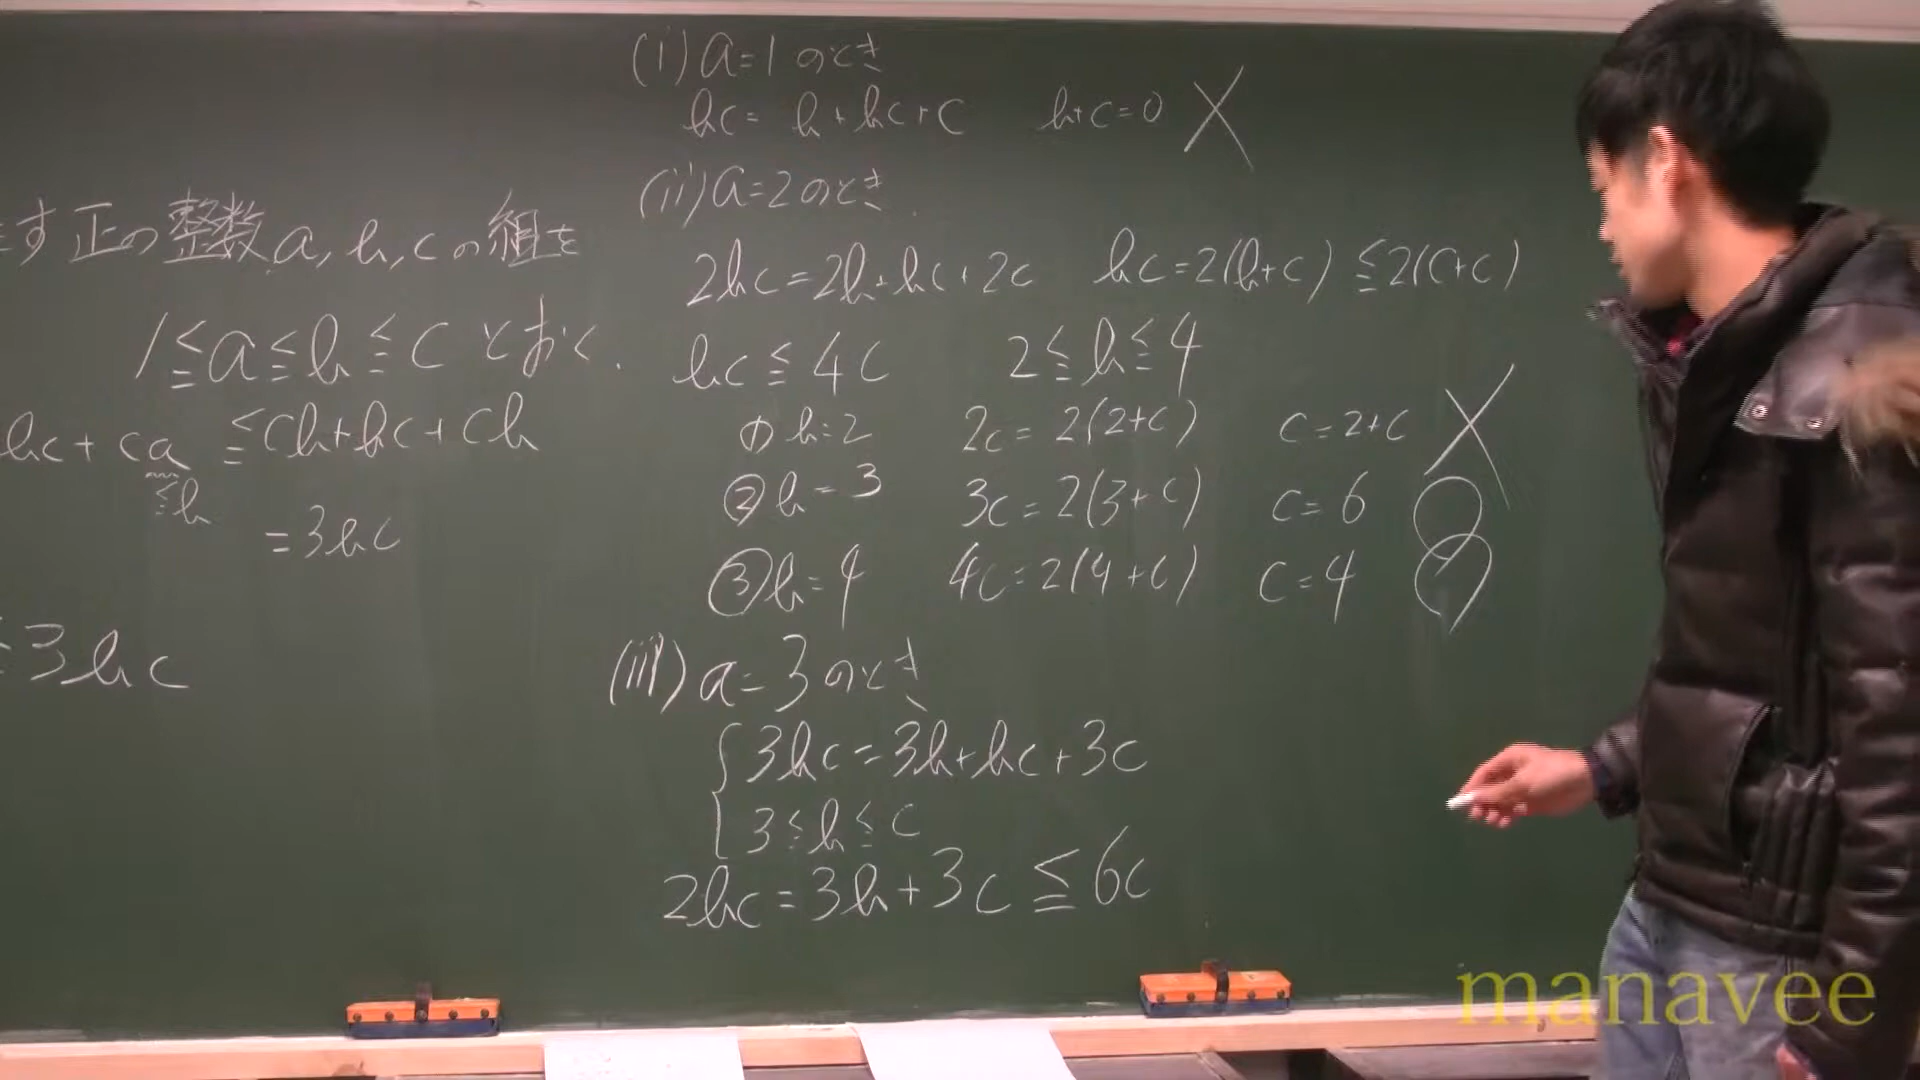 す 正の整数 a, b, c の組を
1≦a≦b≦c とおく.
bc + ca ≦ cb+bc+cb
≦b
= 3bc
≦3bc
(i) a=1のとき
bc = b+bc+c b+c=0 ×
(ii) a=2のとき
2bc=2b+bc+2c bc=2(b+c) ≦2(c+c)
bc≦4c 2≦b≦4
① b=2 2c=2(2+c) c=2+c ×
② b=3 3c=2(3+c) c=6 ○
③ b=4 4c=2(4+c) c=4 ○
(iii) a=3のとき
3bc=3b+bc+3c
3≦b≦c
2bc=3b+3c≦6c
manavee